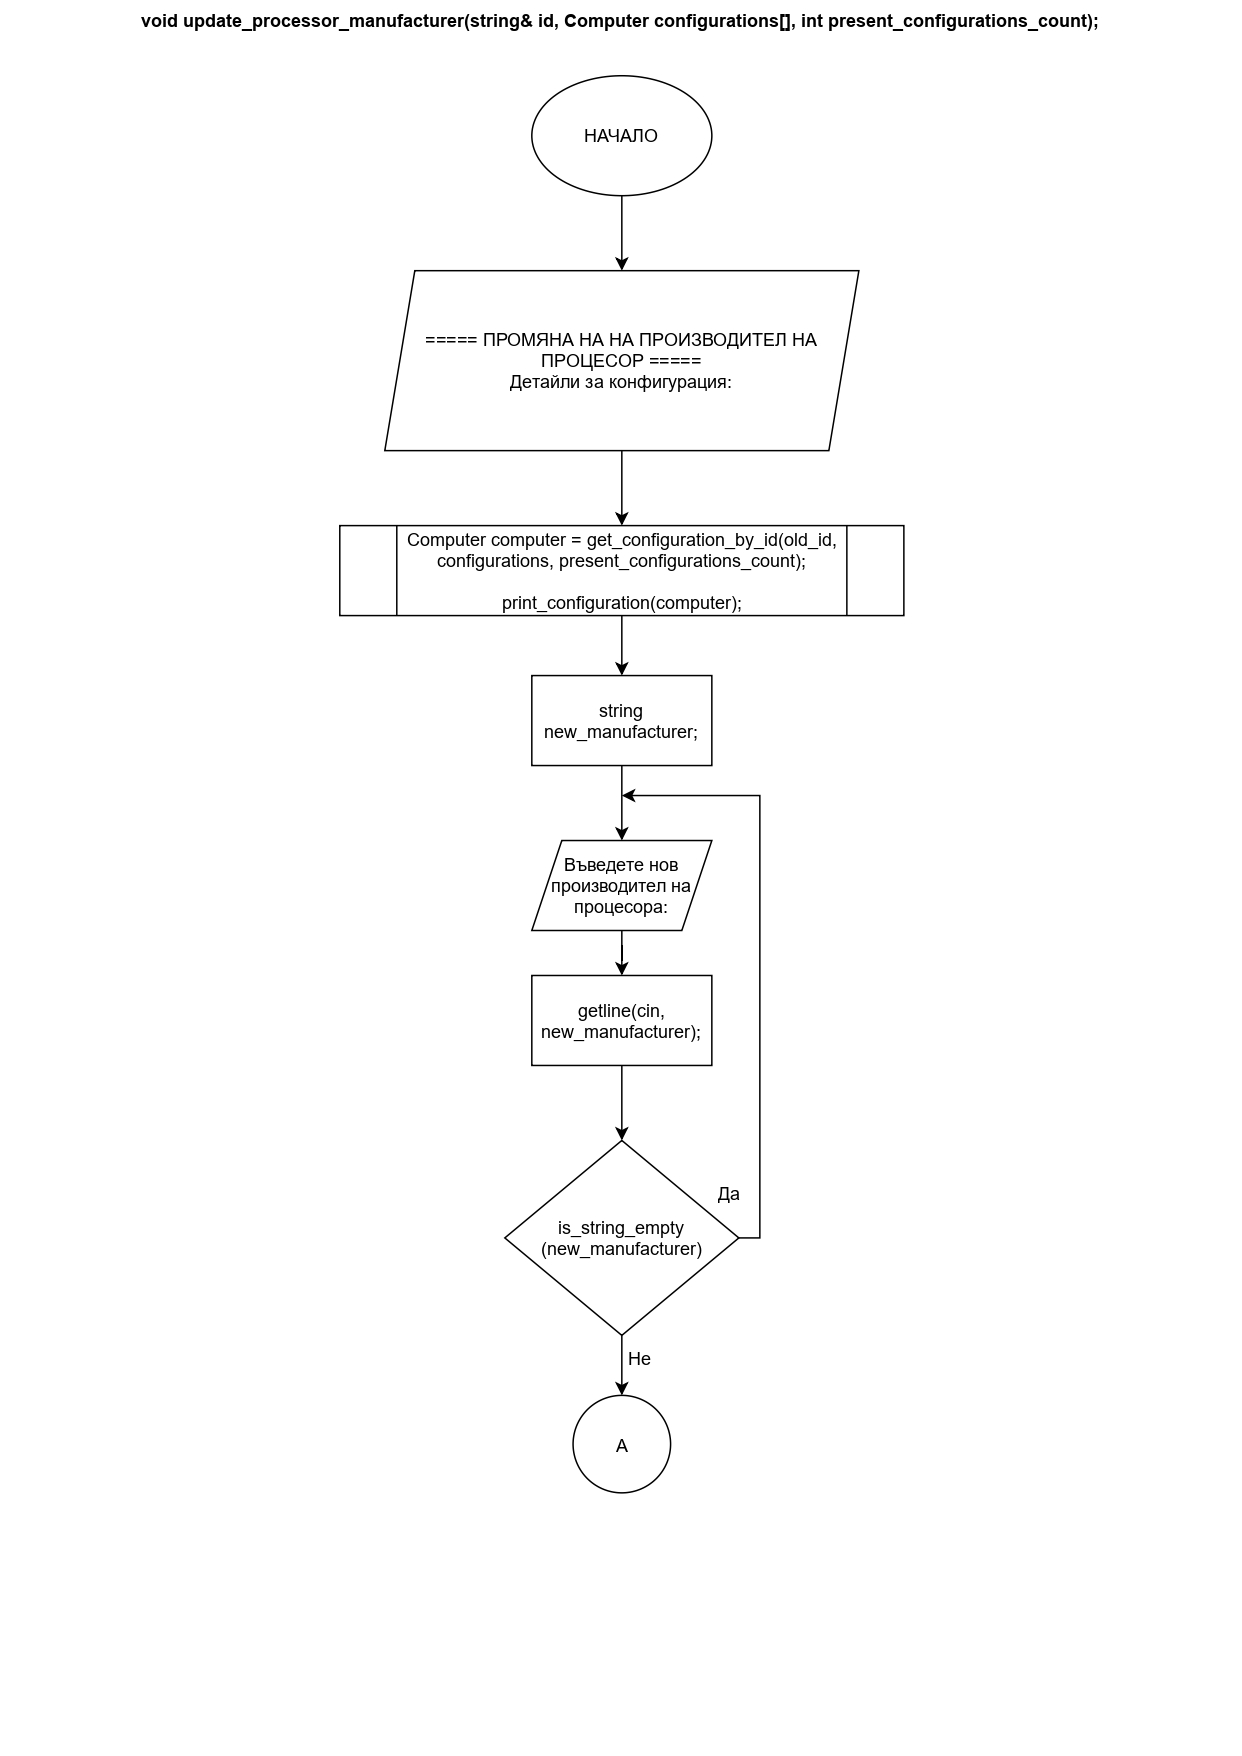 void update_processor_manufacturer(string& id, Computer configurations[], int present_configurations_count);
НАЧАЛО
===== ПРОМЯНА НА НА ПРОИЗВОДИТЕЛ НА
ПРОЦЕСОР =====
Детайли за конфигурация:
Computer computer = get_configuration_by_id(old_id,
configurations, present_configurations_count);
print_configuration(computer);
string
new_manufacturer;
Въведете нов
производител на
процесора:
getline(cin,
new_manufacturer);
Да
is_string_empty
(new_manufacturer)
Не
A